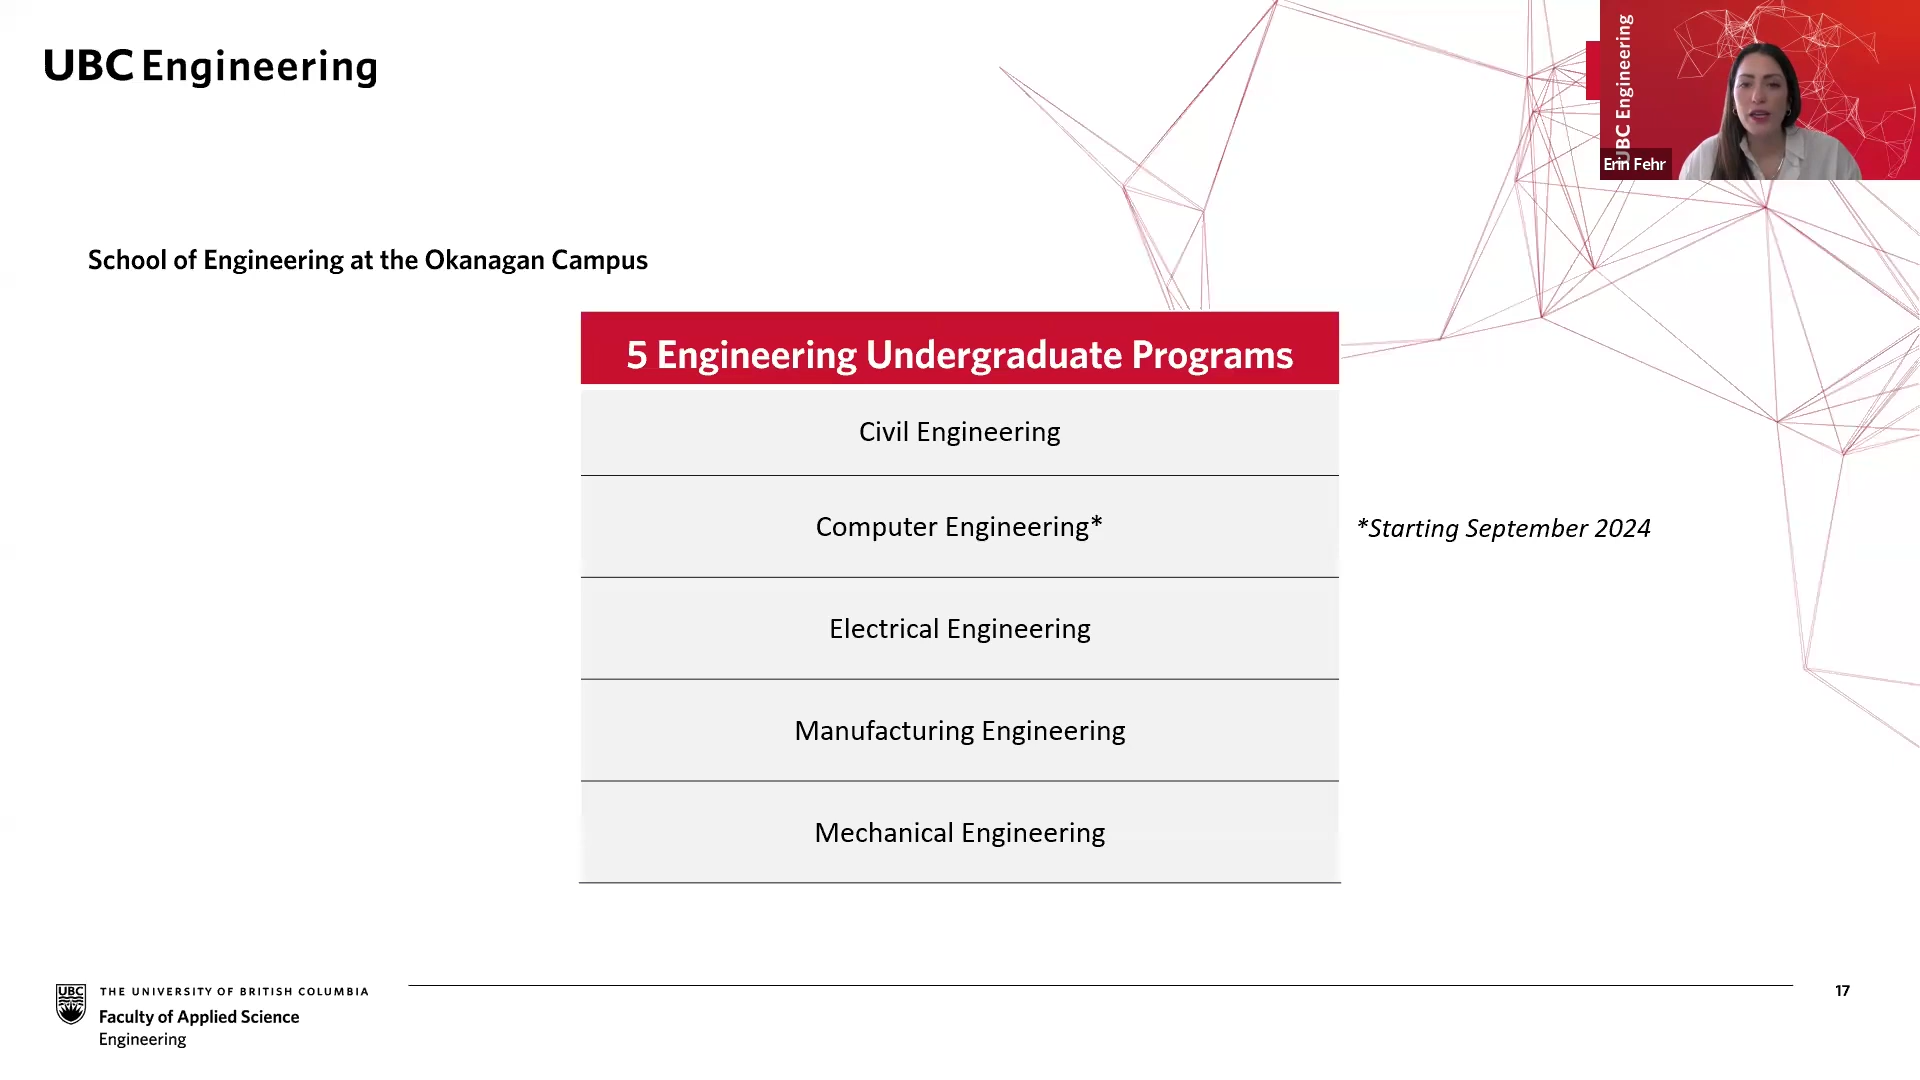 UBC Engineering
UBC Engineering
Erin Fehr
School of Engineering at the Okanagan Campus
5 Engineering Undergraduate Programs
Civil Engineering
Computer Engineering*
*Starting September 2024
Electrical Engineering
Manufacturing Engineering
Mechanical Engineering
UBC
THE UNIVERSITY OF BRITISH COLUMBIA
Faculty of Applied Science
Engineering
17